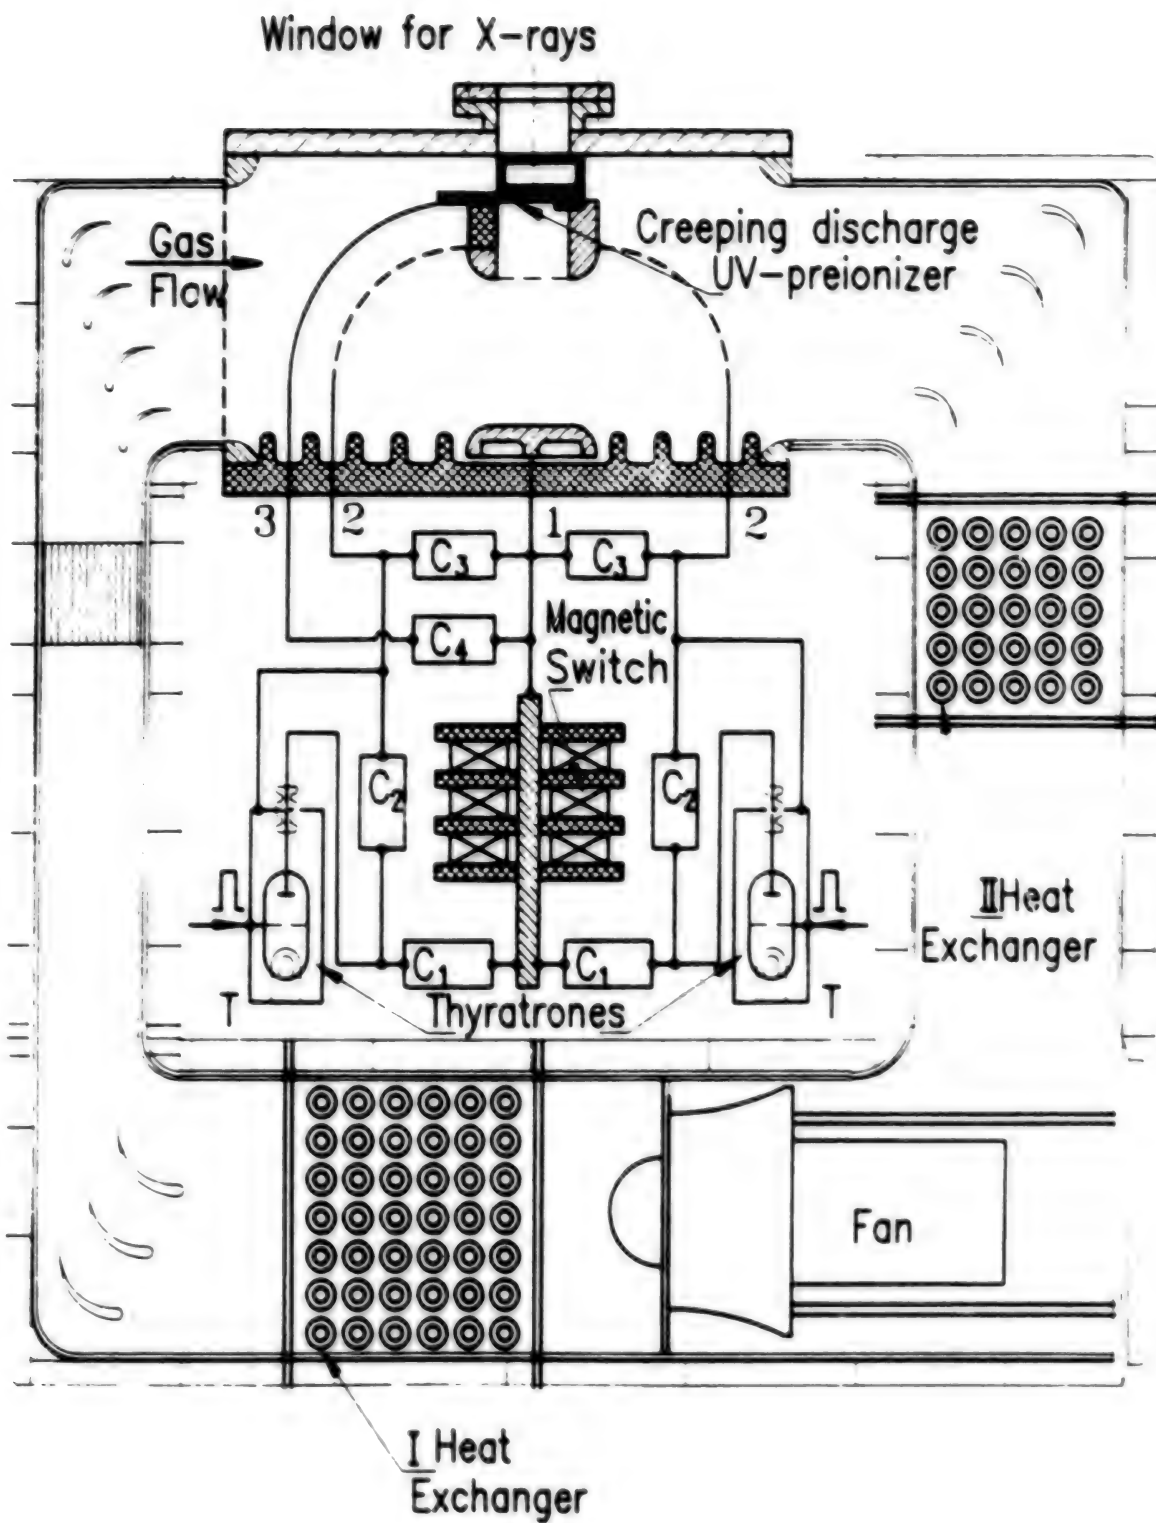 Window for X-rays
Gas
Flow
Creeping discharge
UV-preionizer
3 2 1 2
C3 C3
C4
Magnetic
Switch
C2 C2
II Heat
Exchanger
C1 C1
T Thyratrones T
Fan
I Heat
Exchanger